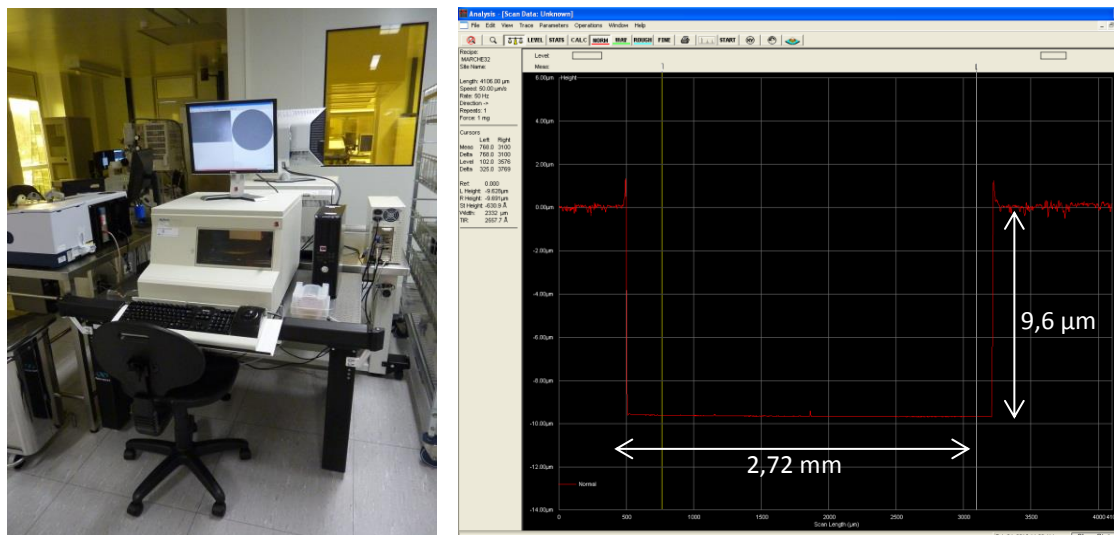 Analysis - [Scan Data: Unknown]
File Edit View Trace Parameters Operations Window Help
LEVEL STATS CALC NORM WAV ROUGH FINE START
Recipe:
MARCHE32
Site Name:
Length: 4106.00 µm
Speed: 50.00 µm/s
Rate: 50 Hz
Direction ->
Repeats: 1
Force: 1 mg
Cursors
Left Right
Meas 768.0 3100
Delta 768.0 3100
Level 102.0 3576
Delta 325.0 3789
Ref: 0.000
L Height: -9.628µm
R Height: -9.691µm
St Height -630.9 Å
Width: 2332 µm
TIR: 2557.7 Å
Level:
Meas:
6.00µm
Height
4.00µm
2.00µm
0.00µm
-2.00µm
-4.00µm
-6.00µm
-8.00µm
-10.00µm
-12.00µm
-14.00µm
9,6 µm
2,72 mm
Normal
0 500 1000 1500 2000 2500 3000 3500 4000
Scan Length (µm)